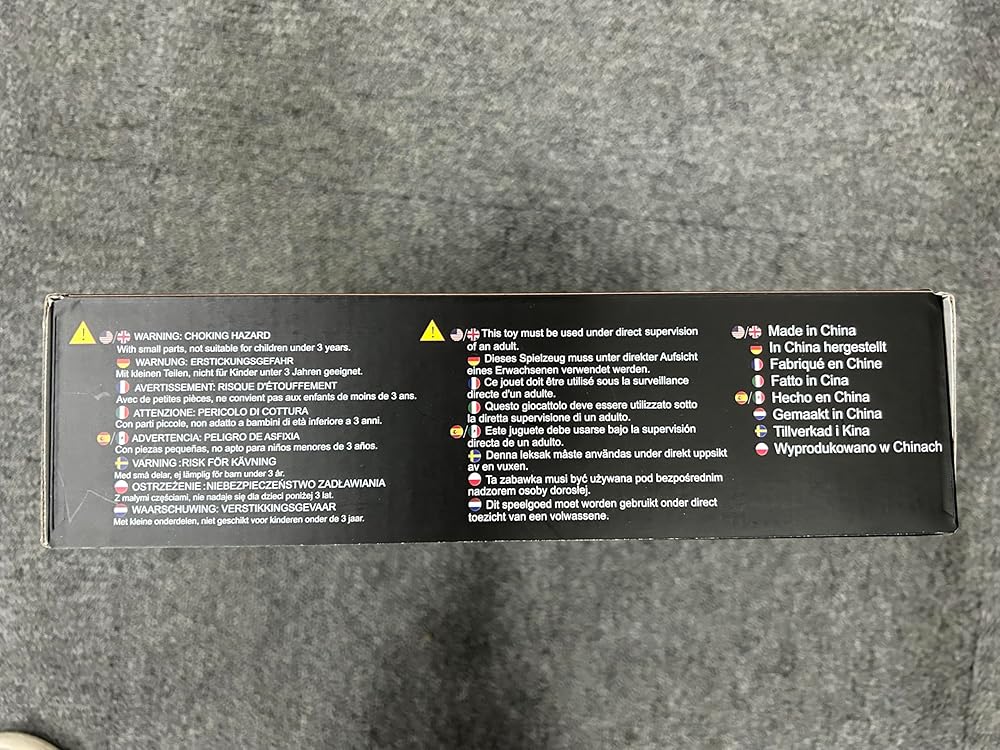 WARNING: CHOKING HAZARD
With small parts, not suitable for children under 3 years.
WARNUNG: ERSTICKUNGSGEFAHR
Mit kleinen Teilen, nicht für Kinder unter 3 Jahren geeignet.
AVERTISSEMENT: RISQUE D'ÉTOUFFEMENT
Avec de petites pièces, ne convient pas aux enfants de moins de 3 ans.
ATTENZIONE: PERICOLO DI COTTURA
Con parti piccole, non adatto a bambini di età inferiore a 3 anni.
ADVERTENCIA: PELIGRO DE ASFIXIA
Con piezas pequeñas, no apto para niños menores de 3 años.
VARNING :RISK FÖR KÄVNING
Med små delar, ej lämplig för barn under 3 år.
OSTRZEŻENIE :NIEBEZPIECZEŃSTWO ZADŁAWIANIA
Z małymi częściami, nie nadaje się dla dzieci poniżej 3 lat.
WAARSCHUWING: VERSTIKKINGSGEVAAR
Met kleine onderdelen, niet geschikt voor kinderen onder de 3 jaar.
This toy must be used under direct supervision
of an adult.
Dieses Spielzeug muss unter direkter Aufsicht
eines Erwachsenen verwendet werden.
Ce jouet doit être utilisé sous la surveillance
directe d'un adulte.
Questo giocattolo deve essere utilizzato sotto
la diretta supervisione di un adulto.
Este juguete debe usarse bajo la supervisión
directa de un adulto.
Denna leksak måste användas under direkt uppsikt
av en vuxen.
Ta zabawka musi być używana pod bezpośrednim
nadzorem osoby dorosłej.
Dit speelgoed moet worden gebruikt onder direct
toezicht van een volwassene.
Made in China
In China hergestellt
Fabriqué en Chine
Fatto in Cina
Hecho en China
Gemaakt in China
Tillverkad i Kina
Wyprodukowano w Chinach